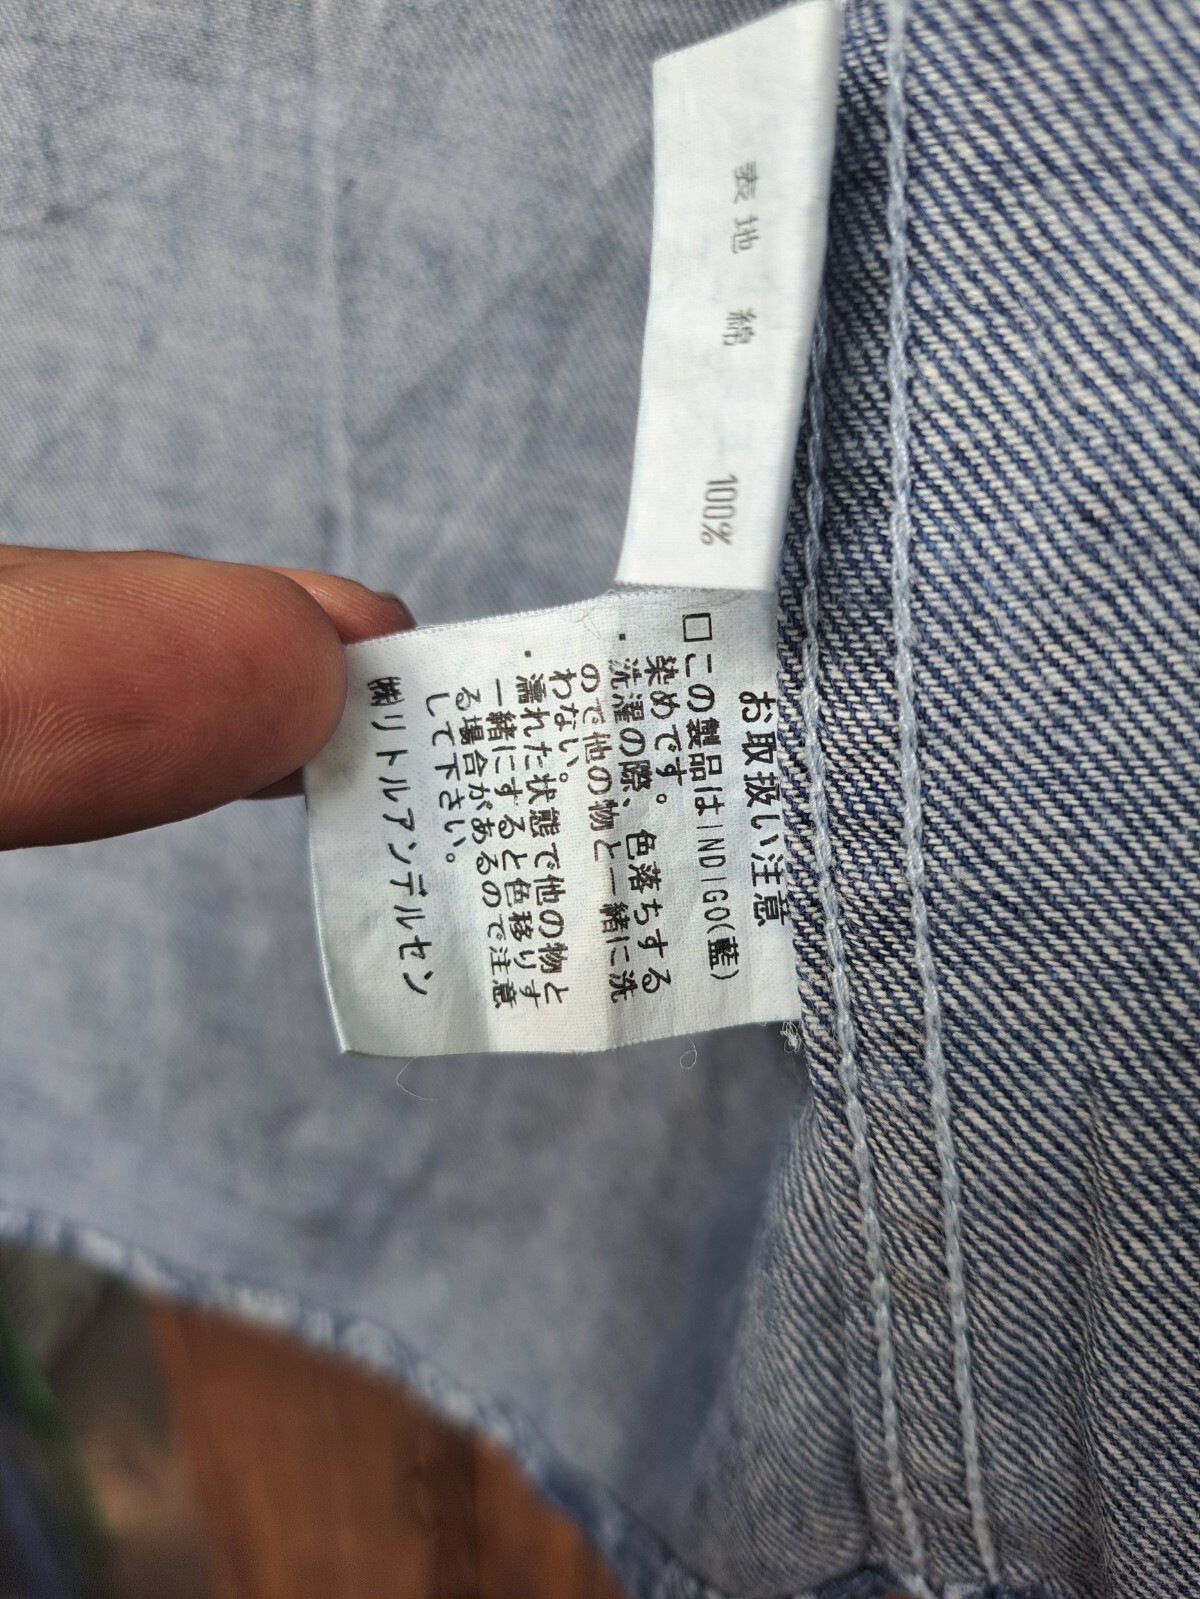 表地 綿 100%
お取扱い注意
□この製品はINDIGO(藍)
染めです。
・洗濯の際、色落ちする
ので他の物と一緒に洗
わない。
・濡れた状態で他の物と
一緒にすると色移りす
る場合があるので注意
して下さい。
㈱リトルアンデルセン